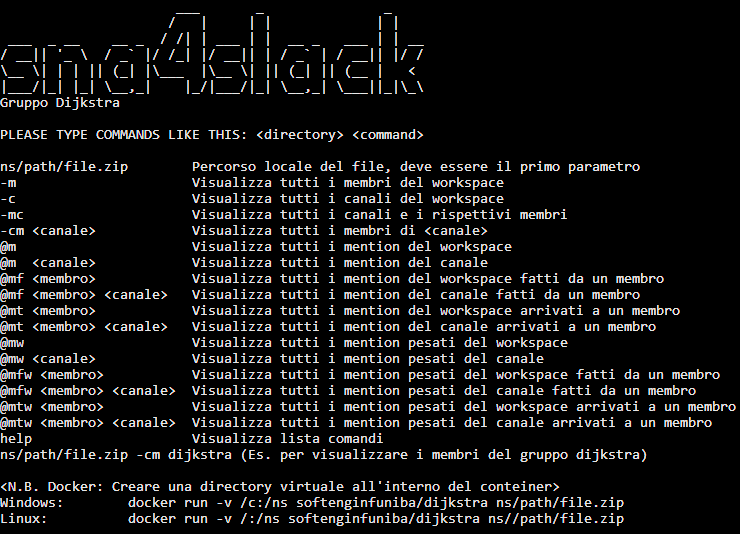 sna4slack
Gruppo Dijkstra
PLEASE TYPE COMMANDS LIKE THIS: <directory> <command>
ns/path/file.zip Percorso locale del file, deve essere il primo parametro
-m Visualizza tutti i membri del workspace
-c Visualizza tutti i canali del workspace
-mc Visualizza tutti i canali e i rispettivi membri
-cm <canale> Visualizza tutti i membri di <canale>
@m Visualizza tutti i mention del workspace
@m <canale> Visualizza tutti i mention del canale
@mf <membro> Visualizza tutti i mention del workspace fatti da un membro
@mf <membro> <canale> Visualizza tutti i mention del canale fatti da un membro
@mt <membro> Visualizza tutti i mention del workspace arrivati a un membro
@mt <membro> <canale> Visualizza tutti i mention del canale arrivati a un membro
@mw Visualizza tutti i mention pesati del workspace
@mw <canale> Visualizza tutti i mention pesati del canale
@mfw <membro> Visualizza tutti i mention pesati del workspace fatti da un membro
@mfw <membro> <canale> Visualizza tutti i mention pesati del canale fatti da un membro
@mtw <membro> Visualizza tutti i mention pesati del workspace arrivati a un membro
@mtw <membro> <canale> Visualizza tutti i mention pesati del canale arrivati a un membro
help Visualizza lista comandi
ns/path/file.zip -cm dijkstra (Es. per visualizzare i membri del gruppo dijkstra)
<N.B. Docker: Creare una directory virtuale all'interno del conteiner>
Windows: docker run -v /c:/ns softenginfuniba/dijkstra ns/path/file.zip
Linux: docker run -v /:/ns softenginfuniba/dijkstra ns//path/file.zip